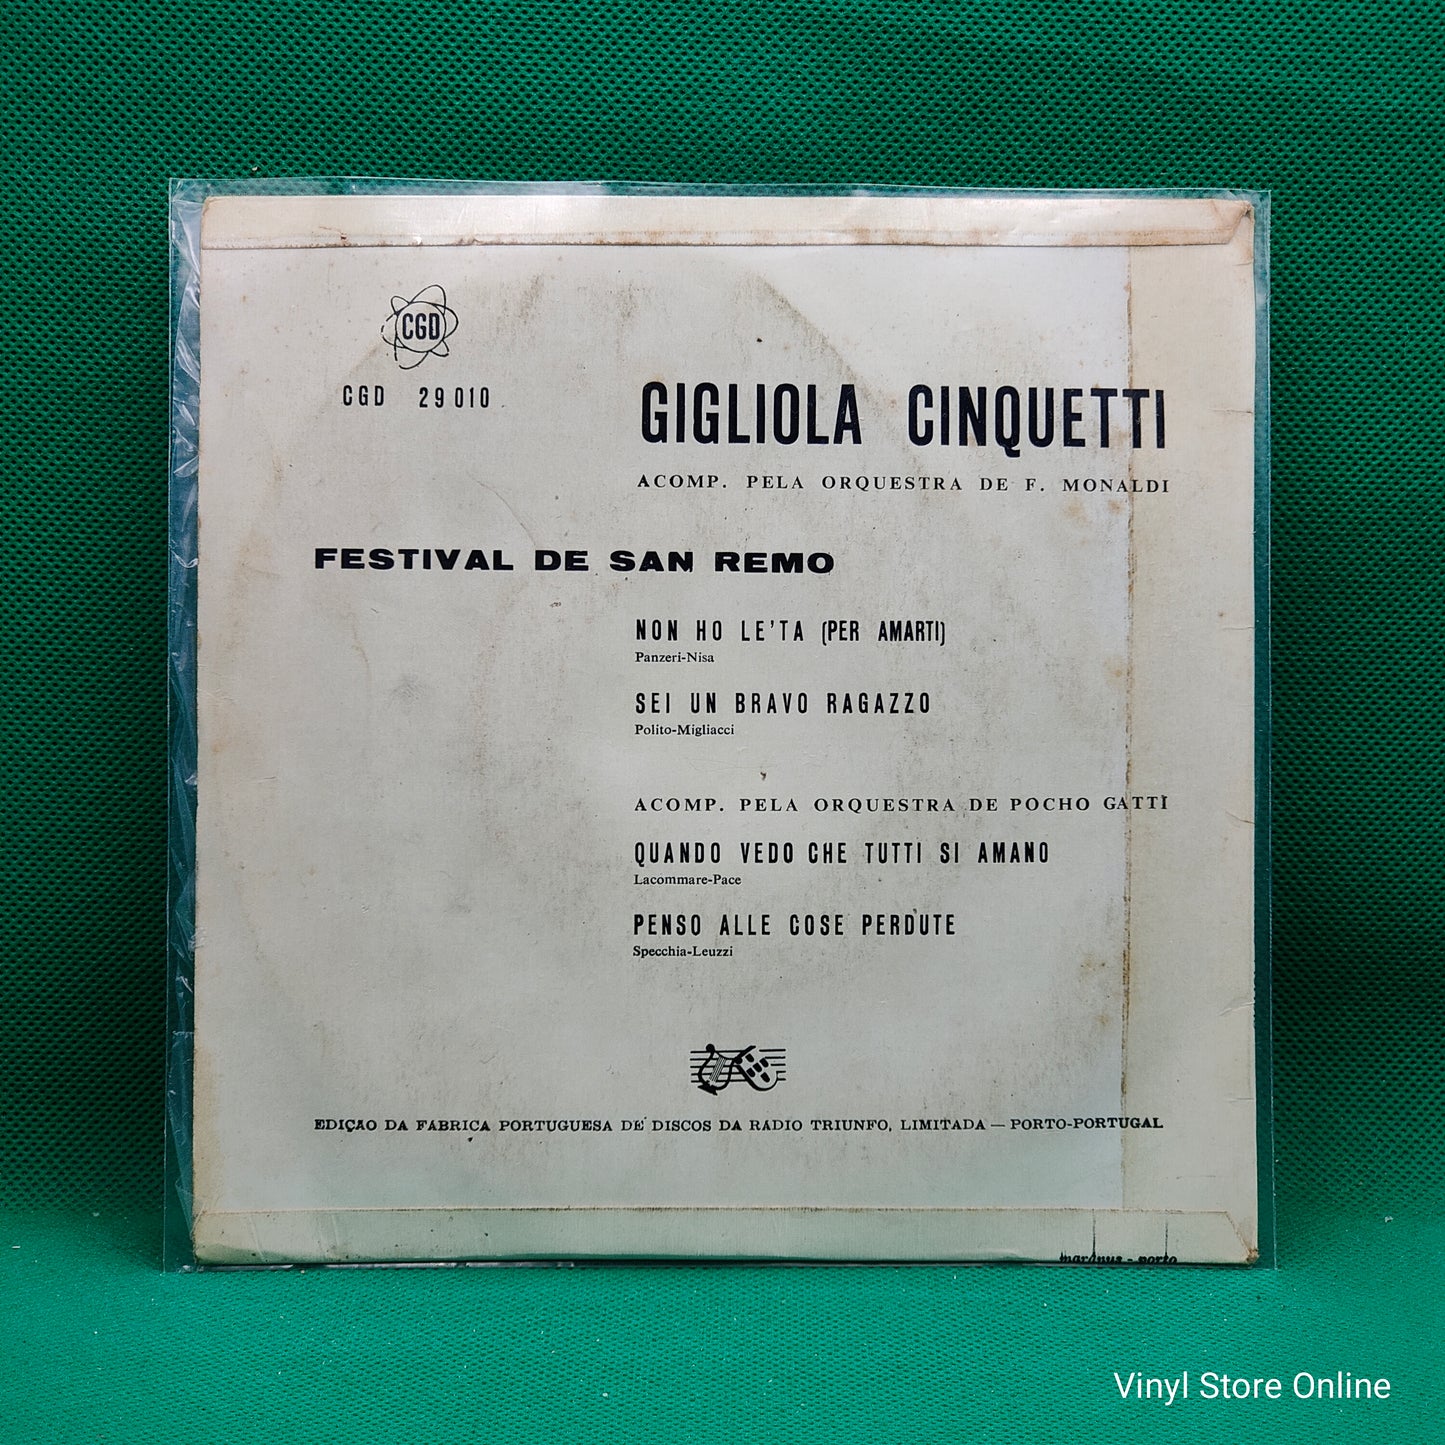 CGD
CGD 29010
GIGLIOLA CINQUETTI
ACOMP. PELA ORQUESTRA DE F. MONALDI
FESTIVAL DE SAN REMO
NON HO LE'TA (PER AMARTI)
Panzeri-Nisa
SEI UN BRAVO RAGAZZO
Polito-Migliacci
ACOMP. PELA ORQUESTRA DE POCHO GATTI
QUANDO VEDO CHE TUTTI SI AMANO
Lacommare-Pace
PENSO ALLE COSE PERDUTE
Specchia-Leuzzi
EDIÇAO DA FABRICA PORTUGUESA DE DISCOS DA RADIO TRIUNFO, LIMITADA — PORTO-PORTUGAL
- porto
Vinyl Store Online